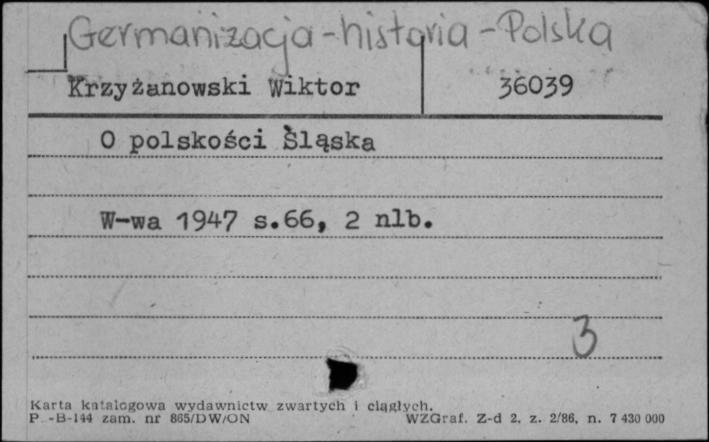 Germanizacja - historia - Polska
Krzyżanowski Wiktor 36039
O polskości Śląska
W-wa 1947 s.66, 2 nlb.
3
Karta katalogowa wydawnictw zwartych i ciągłych.
P.-B-144 zam. nr 865/DW/ON WZGraf. Z-d 2, z. 2/86, n. 7 430 000